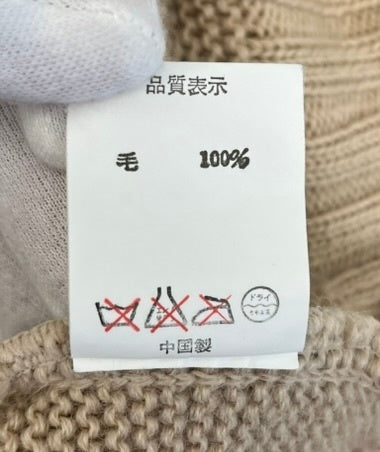 品質表示
毛 100%
ドライ
中国製